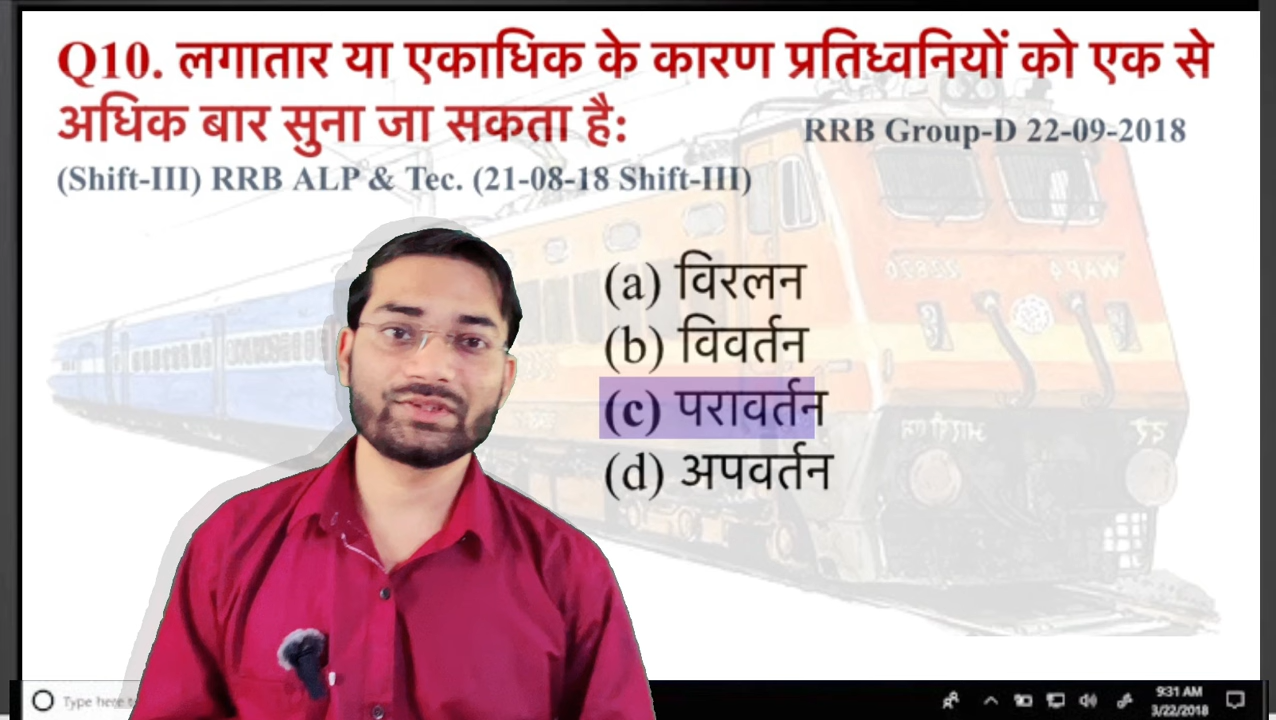 Q10. लगातार या एकाधिक के कारण प्रतिध्वनियों को एक से
अधिक बार सुना जा सकता है:
RRB Group-D 22-09-2018
(Shift-III) RRB ALP & Tec. (21-08-18 Shift-III)
(a) विरलन
(b) विवर्तन
(c) परावर्तन
(d) अपवर्तन
Type here
9:31 AM
3/22/2018